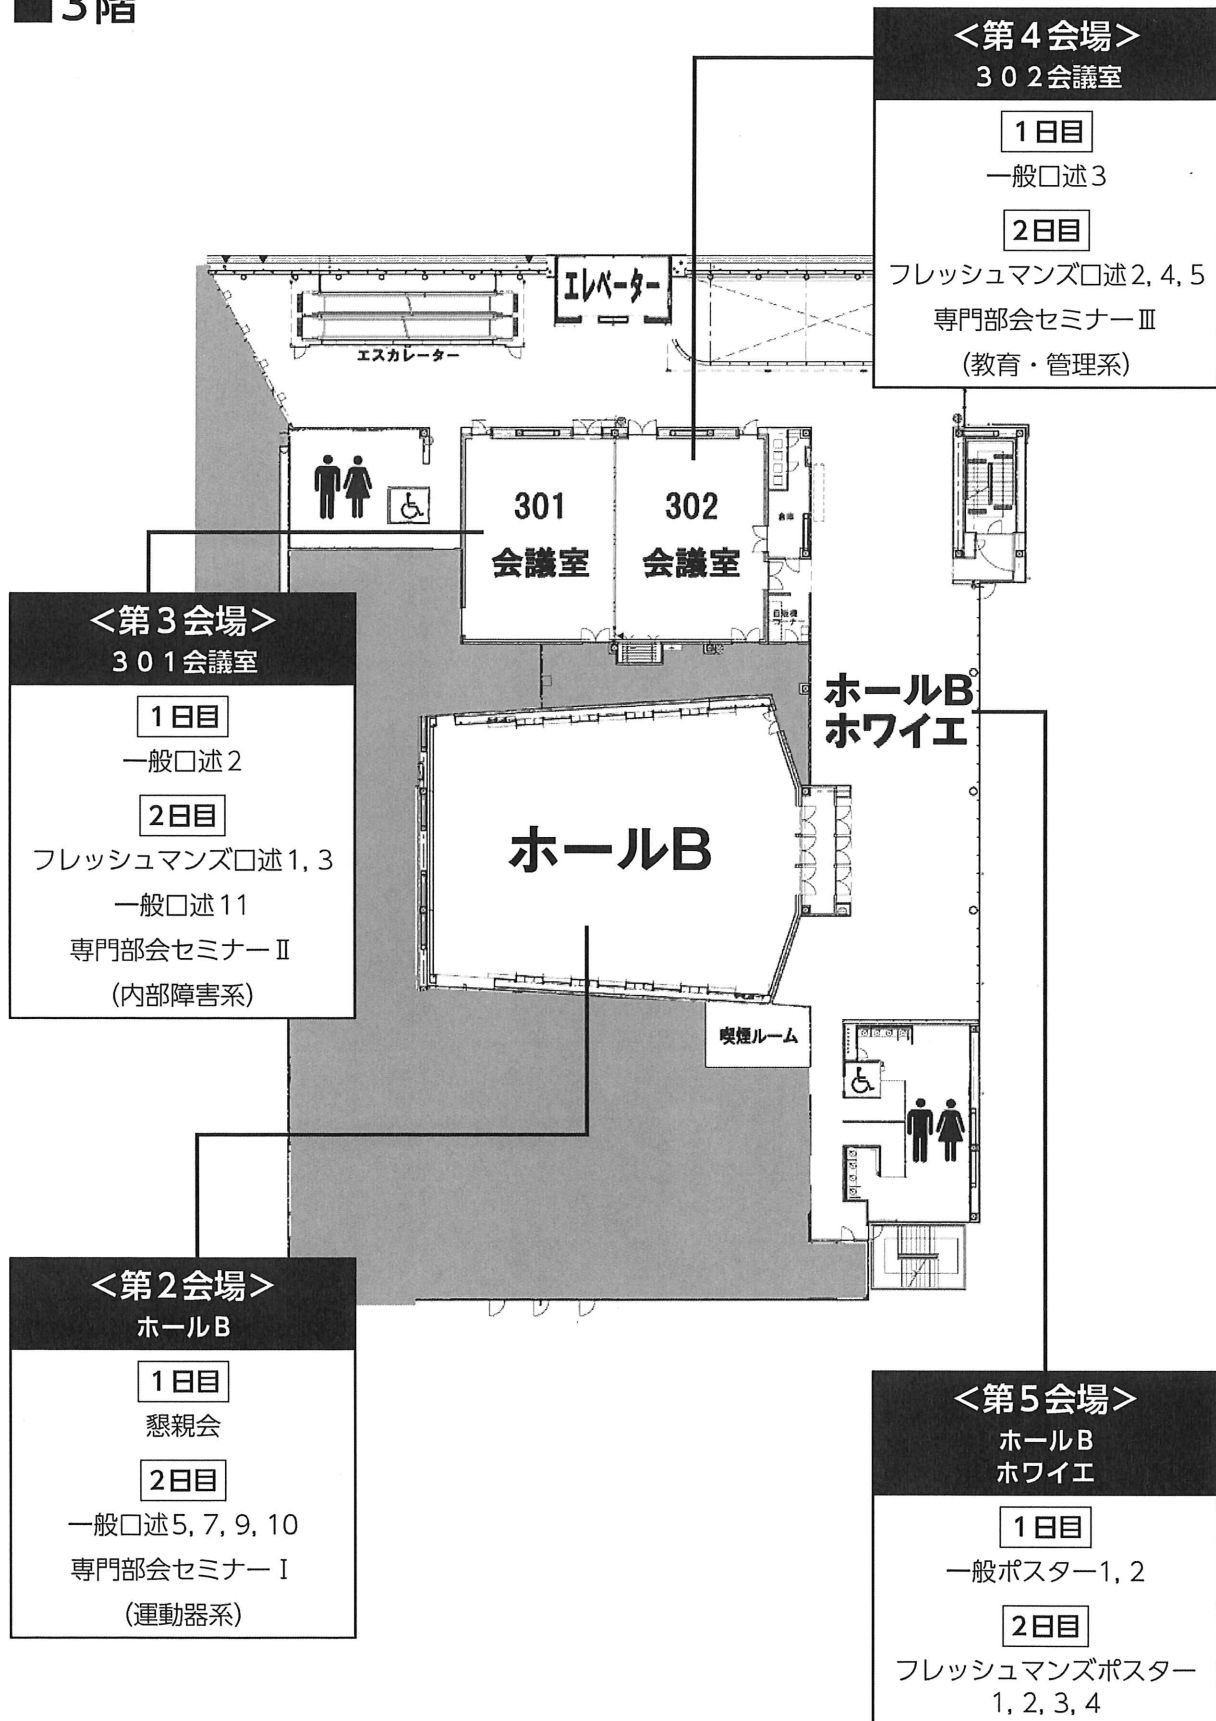 ■3階
<第4会場>
302会議室
1日目
一般口述3
2日目
フレッシュマンズ口述2, 4, 5
専門部会セミナーⅢ
(教育・管理系)
エレベーター
エスカレーター
301
会議室
302
会議室
倉庫
自販機
コーナー
<第3会場>
301会議室
1日目
一般口述2
2日目
フレッシュマンズ口述1, 3
一般口述11
専門部会セミナーⅡ
(内部障害系)
ホールB
ホワイエ
ホールB
喫煙ルーム
<第2会場>
ホールB
1日目
懇親会
2日目
一般口述5, 7, 9, 10
専門部会セミナーⅠ
(運動器系)
<第5会場>
ホールB
ホワイエ
1日目
一般ポスター1, 2
2日目
フレッシュマンズポスター
1, 2, 3, 4